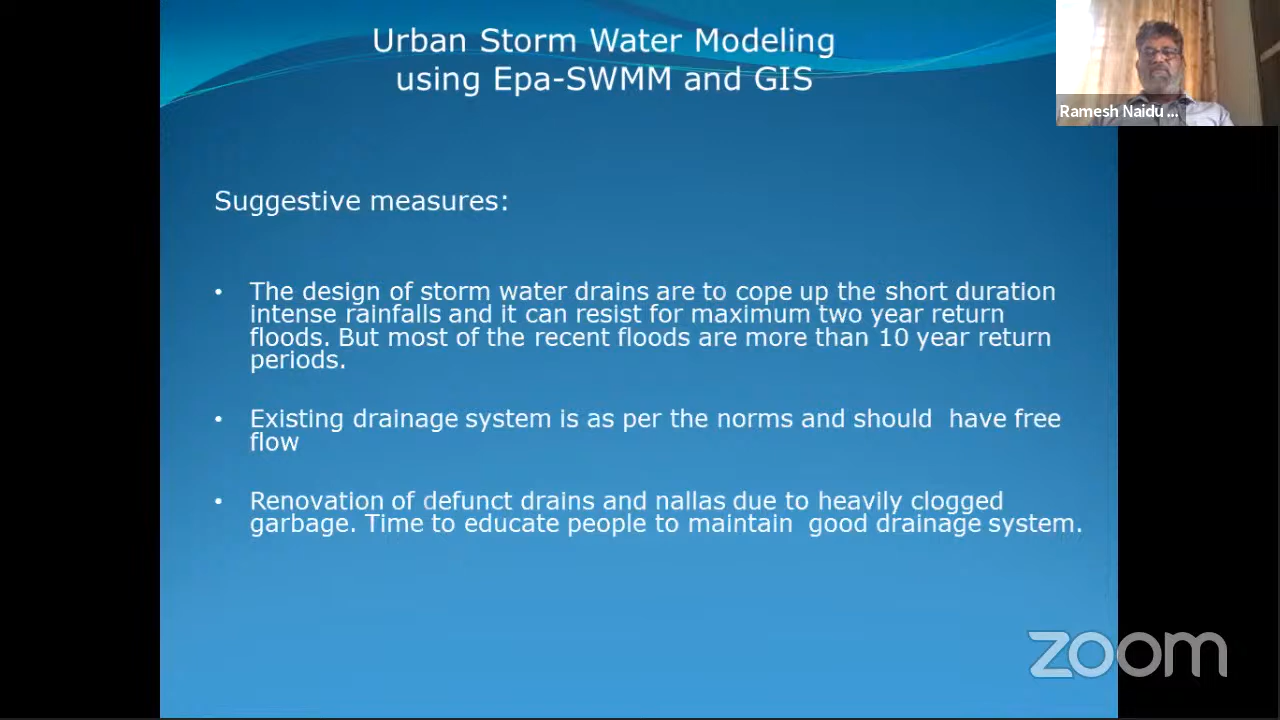 Urban Storm Water Modeling
using Epa-SWMM and GIS
Ramesh Naidu ...
Suggestive measures:
• The design of storm water drains are to cope up the short duration
intense rainfalls and it can resist for maximum two year return
floods. But most of the recent floods are more than 10 year return
periods.
• Existing drainage system is as per the norms and should have free
flow
• Renovation of defunct drains and nallas due to heavily clogged
garbage. Time to educate people to maintain good drainage system.
zoom